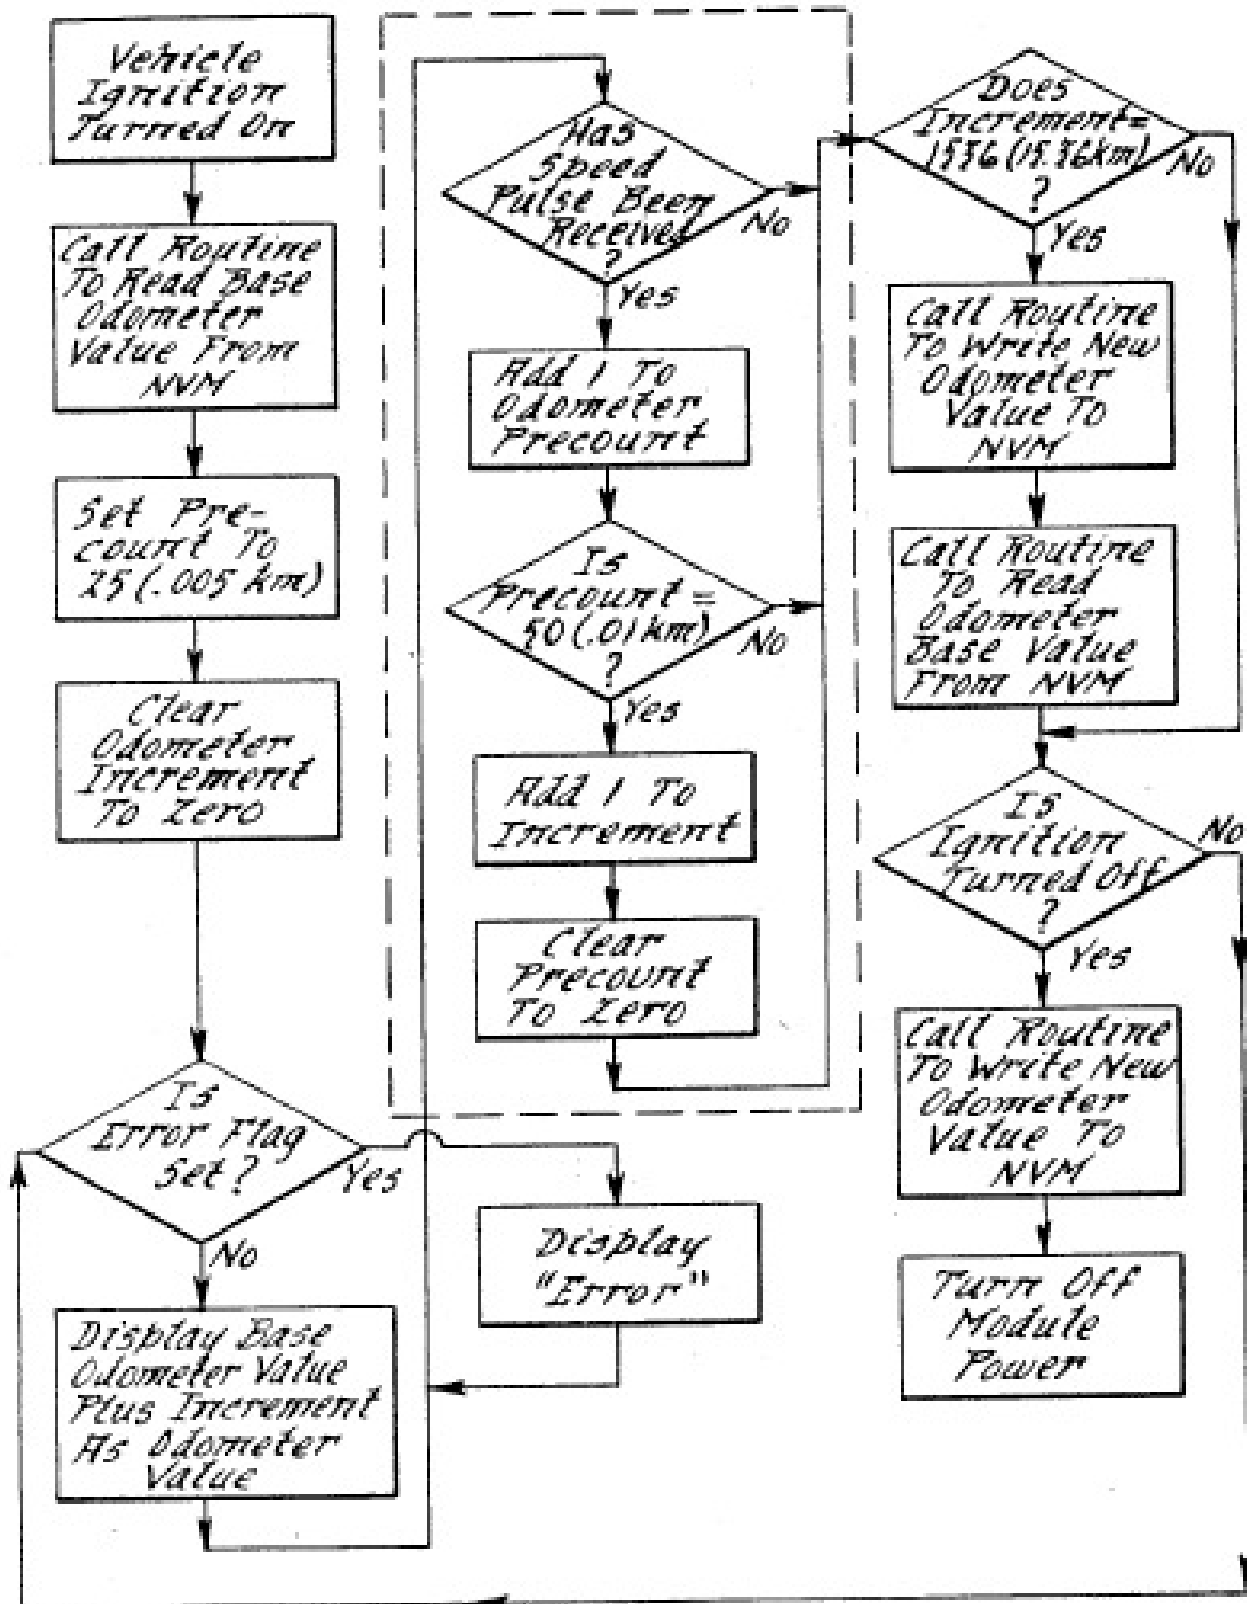 Vehicle
Ignition
Turned On
Call Routine
To Read Base
Odometer
Value From
NVM
Set Pre-
count To
25 (.005 km)
Clear
Odometer
Increment
To Zero
Is
Error Flag
Set?
Yes
No
Display Base
Odometer Value
Plus Increment
As Odometer
Value
Display
"Error"
Has
Speed
Pulse Been
Received
?
No
Yes
Add 1 To
Odometer
Precount
Is
Precount =
50 (.01 km)
?
No
Yes
Add 1 To
Increment
Clear
Precount
To Zero
Does
Increment=
1536 (15.36km)
?
No
Yes
Call Routine
To Write New
Odometer
Value To
NVM
Call Routine
To Read
Odometer
Base Value
From NVM
Is
Ignition
Turned Off
?
No
Yes
Call Routine
To Write New
Odometer
Value To
NVM
Turn Off
Module
Power